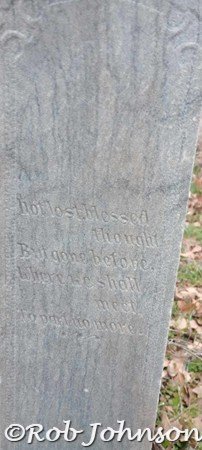 Not lost blessed
thought
But gone before.
Where we shall
meet
To part no more.
©Rob Johnson